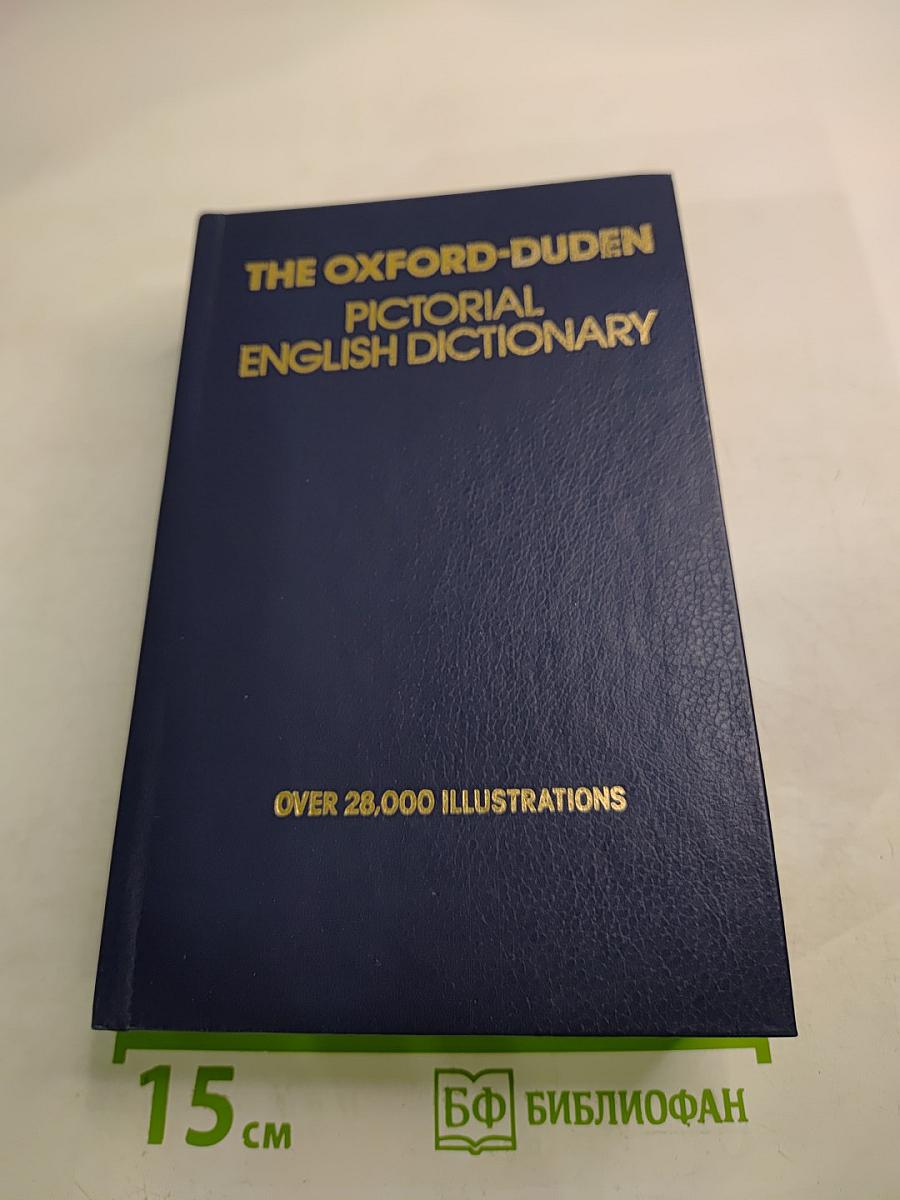 THE OXFORD-DUDEN
PICTORIAL
ENGLISH DICTIONARY
OVER 28,000 ILLUSTRATIONS
15 см
БФ БИБЛИОФАН